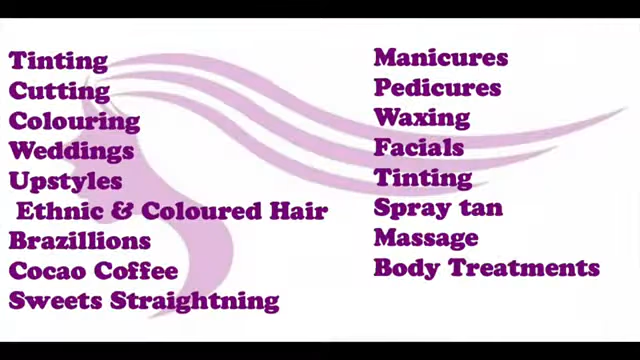 Tinting
Cutting
Colouring
Weddings
Upstyles
Ethnic & Coloured Hair
Brazillions
Cocao Coffee
Sweets Straightning
Manicures
Pedicures
Waxing
Facials
Tinting
Spray tan
Massage
Body Treatments